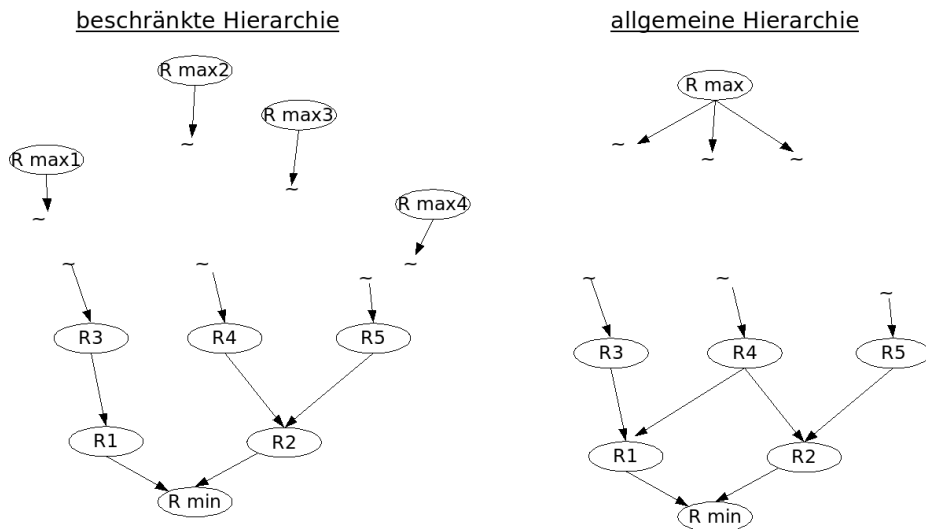 beschränkte Hierarchie
R max2
R max3
~
R max1
~
R max4
~
~
~
~
~
R3
R4
R5
R1
R2
R min
allgemeine Hierarchie
R max
~
~
~
~
~
~
R3
R4
R5
R1
R2
R min